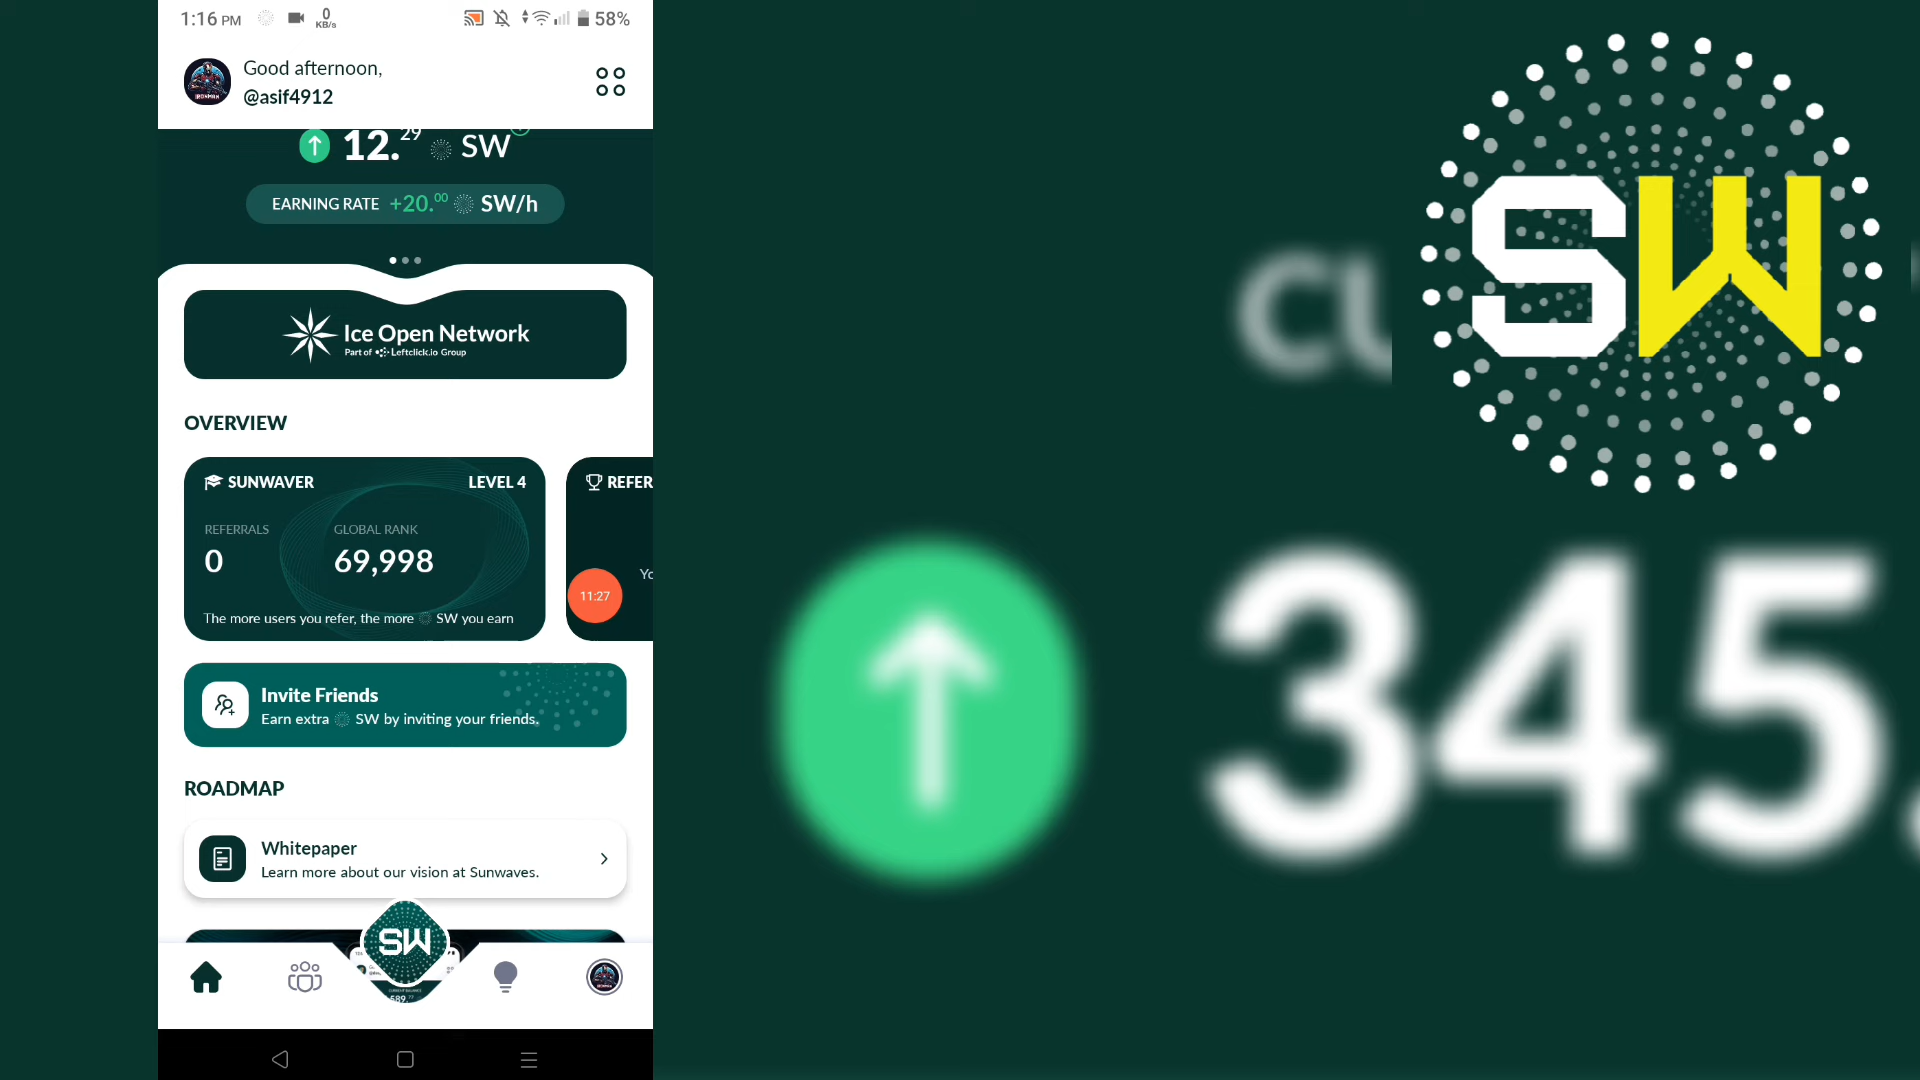 1:16 PM
0
KB/s
58%
Good afternoon,
@asif4912
IRONMAN
12.29 SW
EARNING RATE +20.00 SW/h
Ice Open Network
Part of Leftclick.io Group
OVERVIEW
SUNWAVER LEVEL 4
REFER
REFERRALS GLOBAL RANK
0 69,998
Yo
11:27
The more users you refer, the more SW you earn
Invite Friends
Earn extra SW by inviting your friends.
ROADMAP
Whitepaper
Learn more about our vision at Sunwaves.
SW
CU
SW
345.